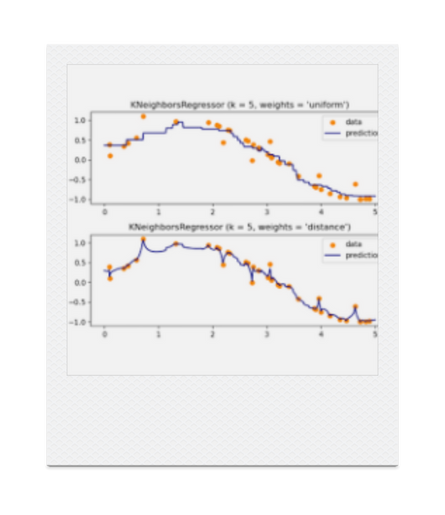 KNeighborsRegressor (k = 5, weights = 'uniform')
1.0
0.5
0.0
−0.5
−1.0
data
predictio
0 1 2 3 4 5
KNeighborsRegressor (k = 5, weights = 'distance')
1.0
0.5
0.0
−0.5
−1.0
data
predictio
0 1 2 3 4 5